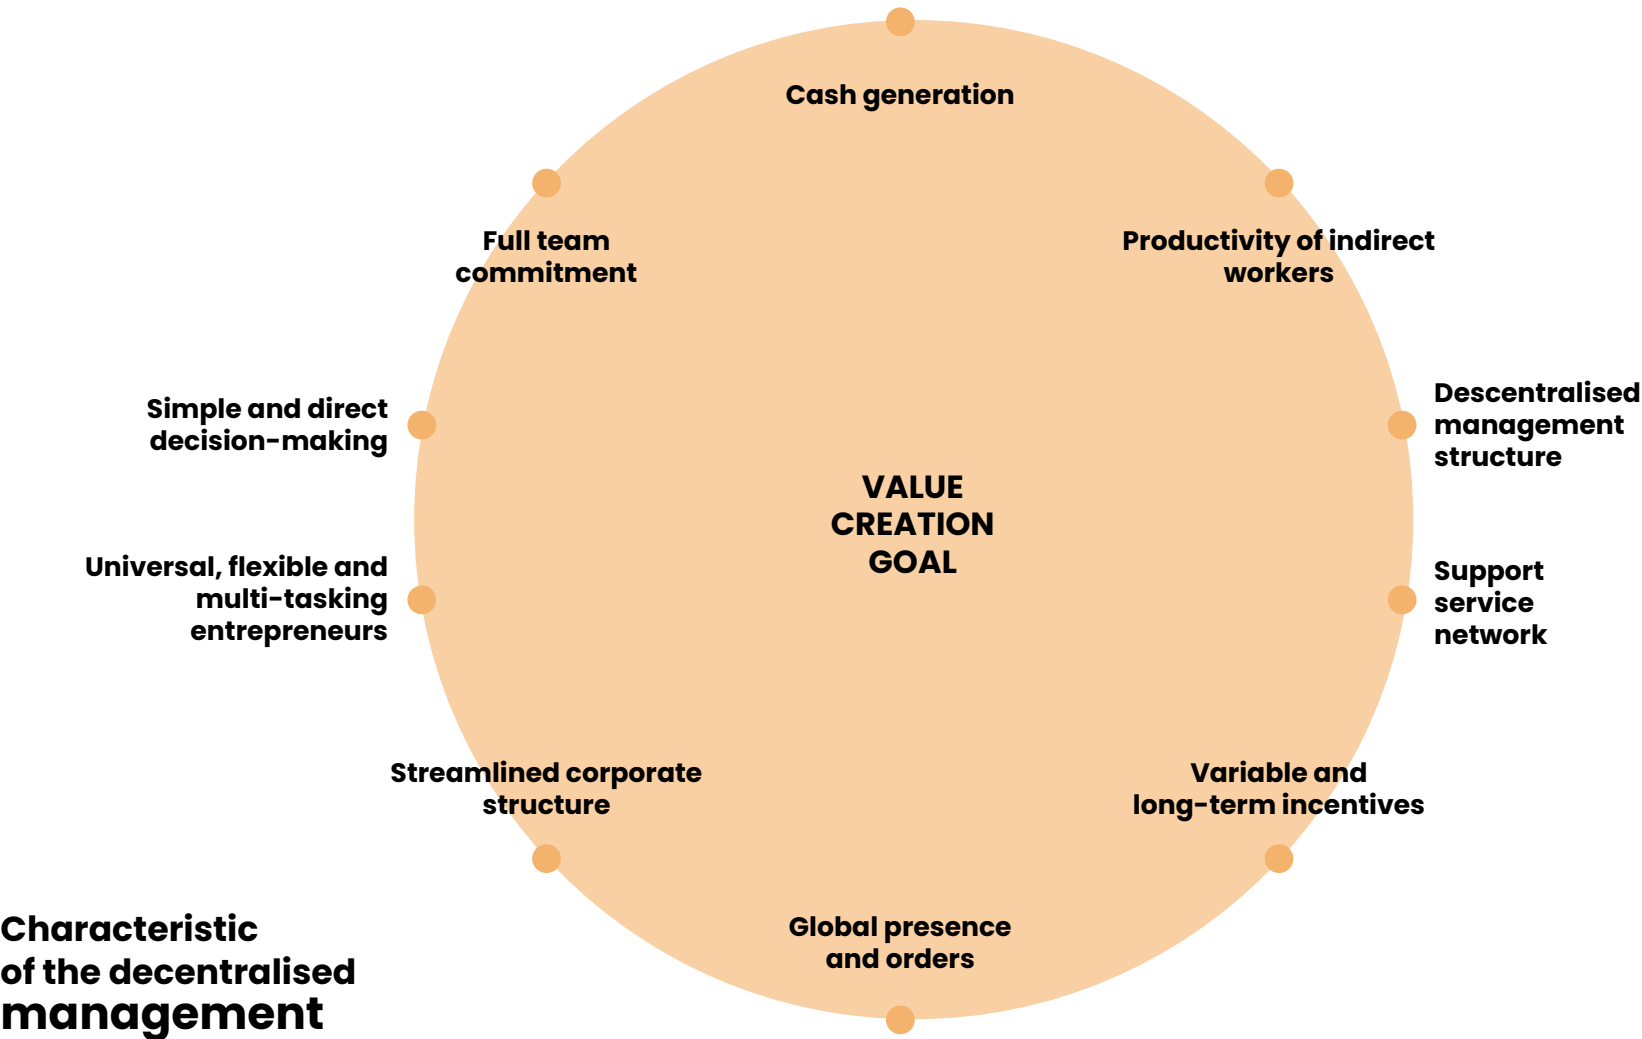 Cash generation
Full team
commitment
Productivity of indirect
workers
Simple and direct
decision-making
Descentralised
management
structure
VALUE
CREATION
GOAL
Universal, flexible and
multi-tasking
entrepreneurs
Support
service
network
Streamlined corporate
structure
Variable and
long-term incentives
Global presence
and orders
Characteristic
of the decentralised
management